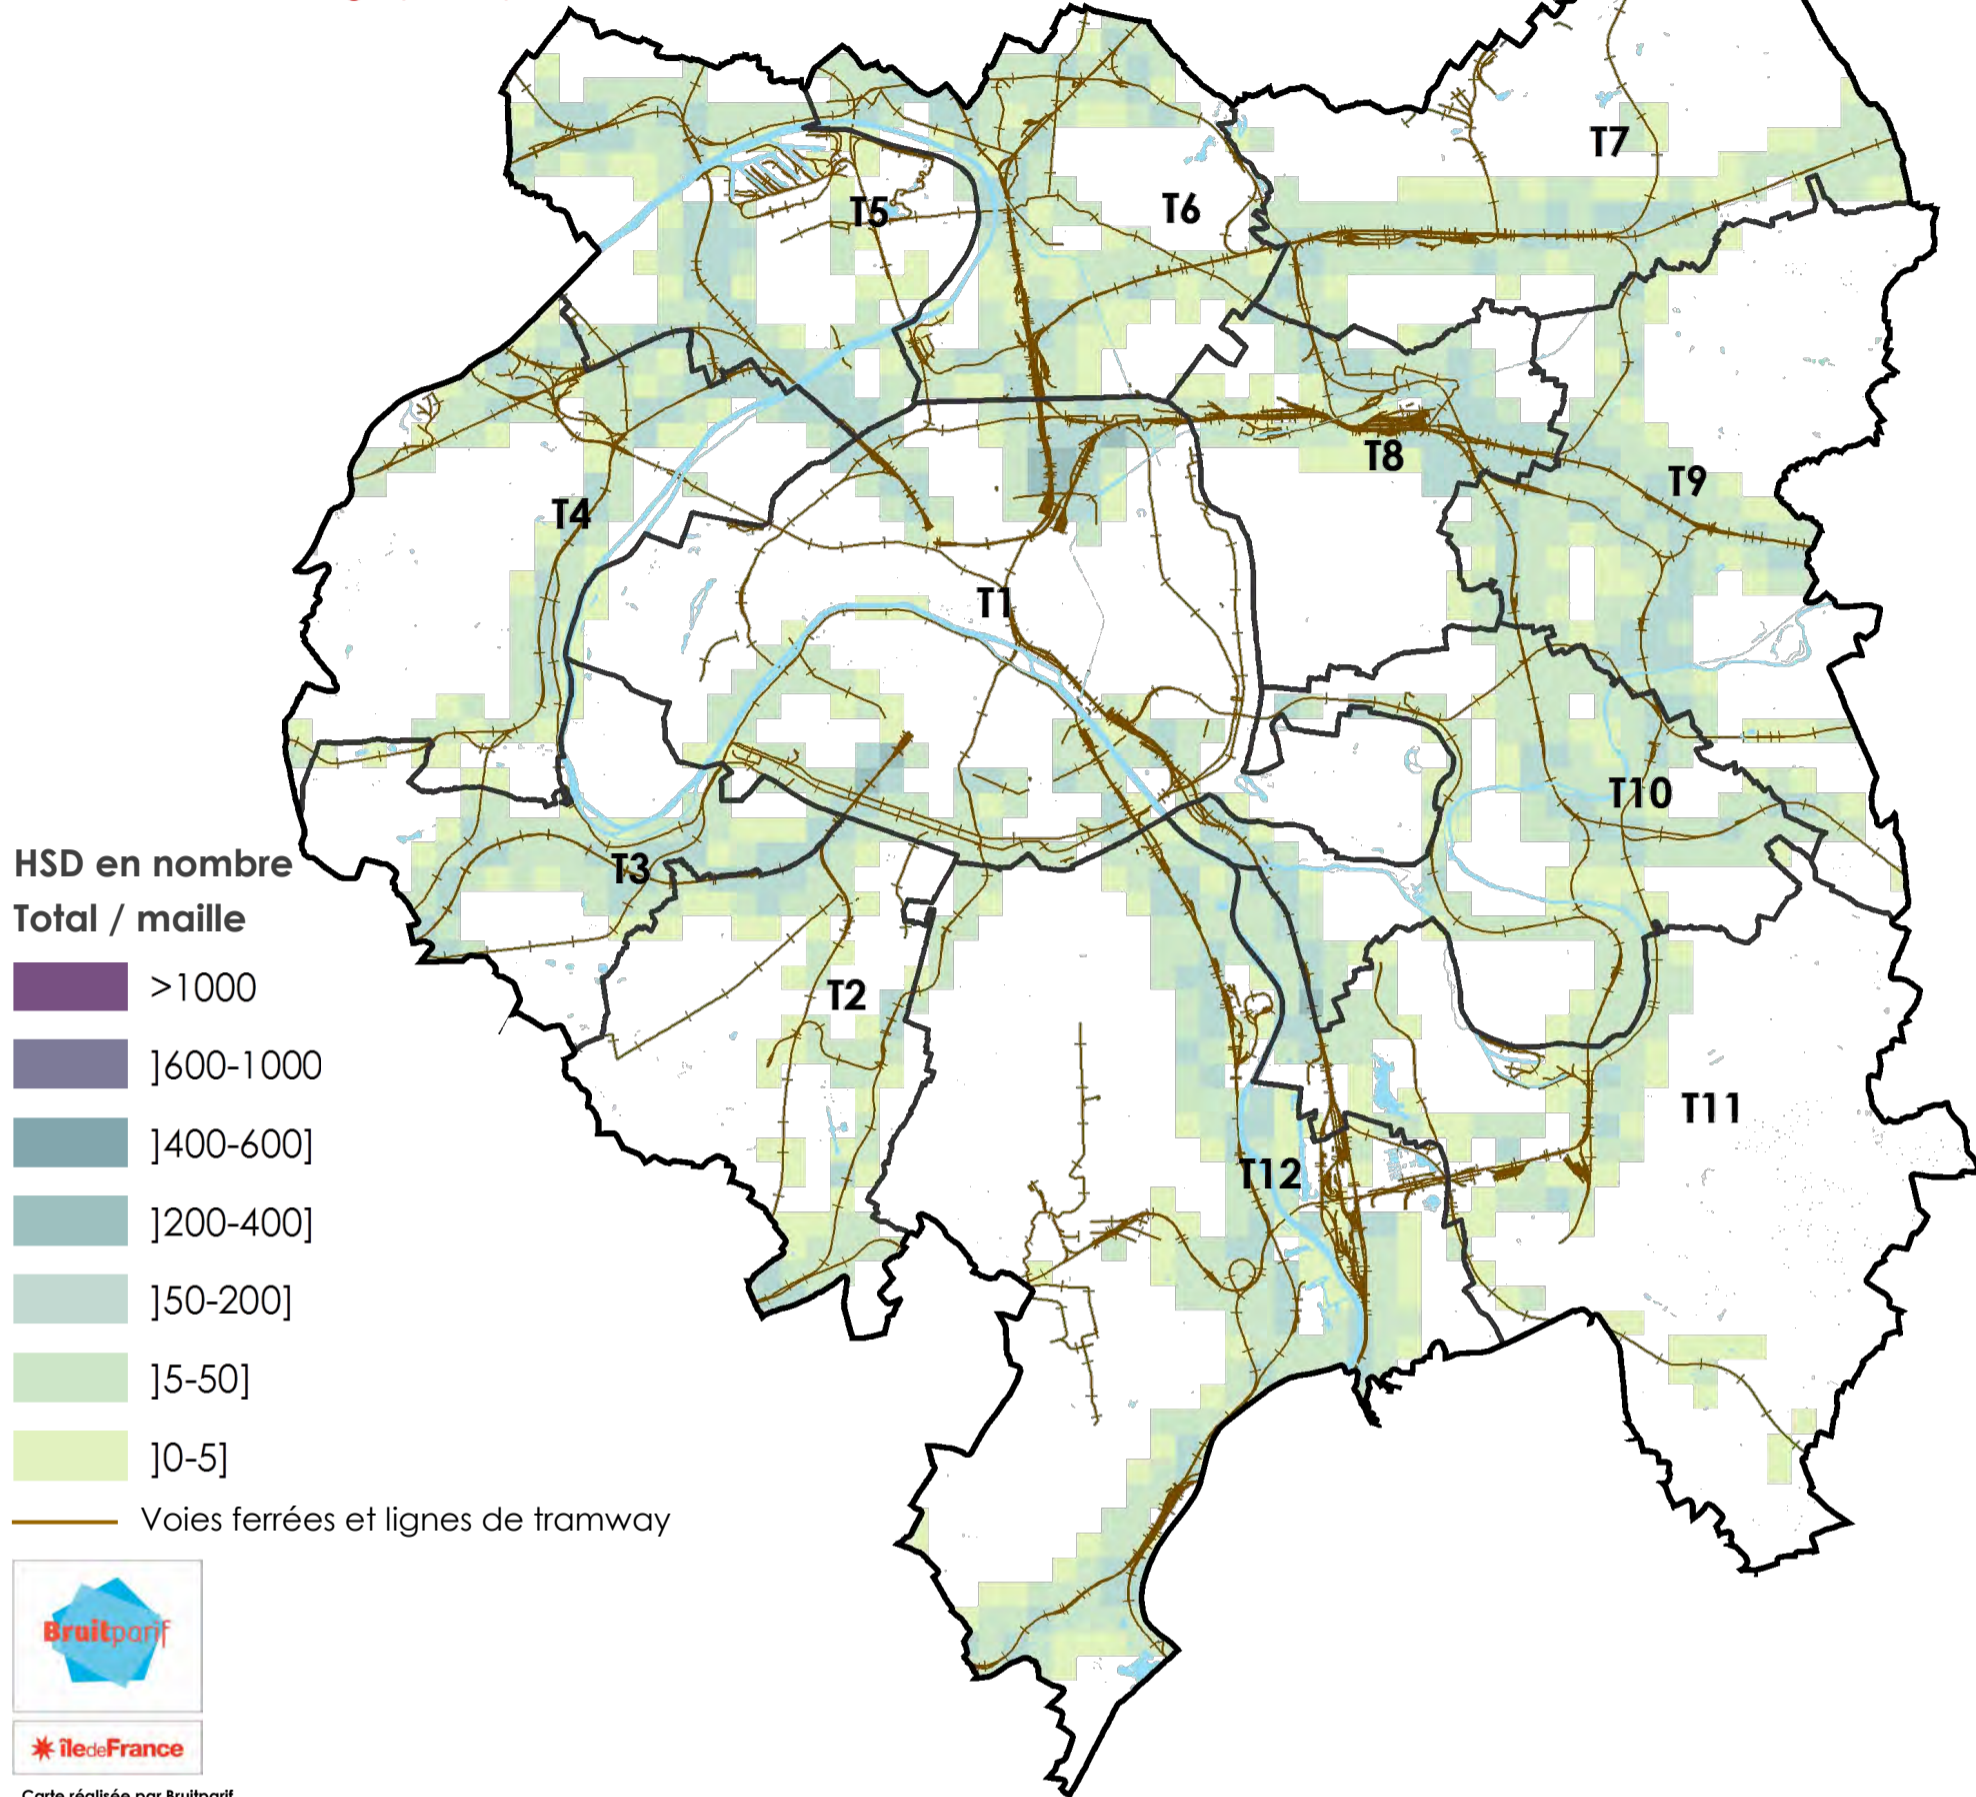 T7
T6
T5
T8
T9
T4
T1
T10
T3
T2
T11
T12
HSD en nombre
Total / maille
>1000
]600-1000
]400-600]
]200-400]
]50-200]
]5-50]
]0-5]
Voies ferrées et lignes de tramway
Bruitparif
îledeFrance
Carte réalisée par Bruitparif